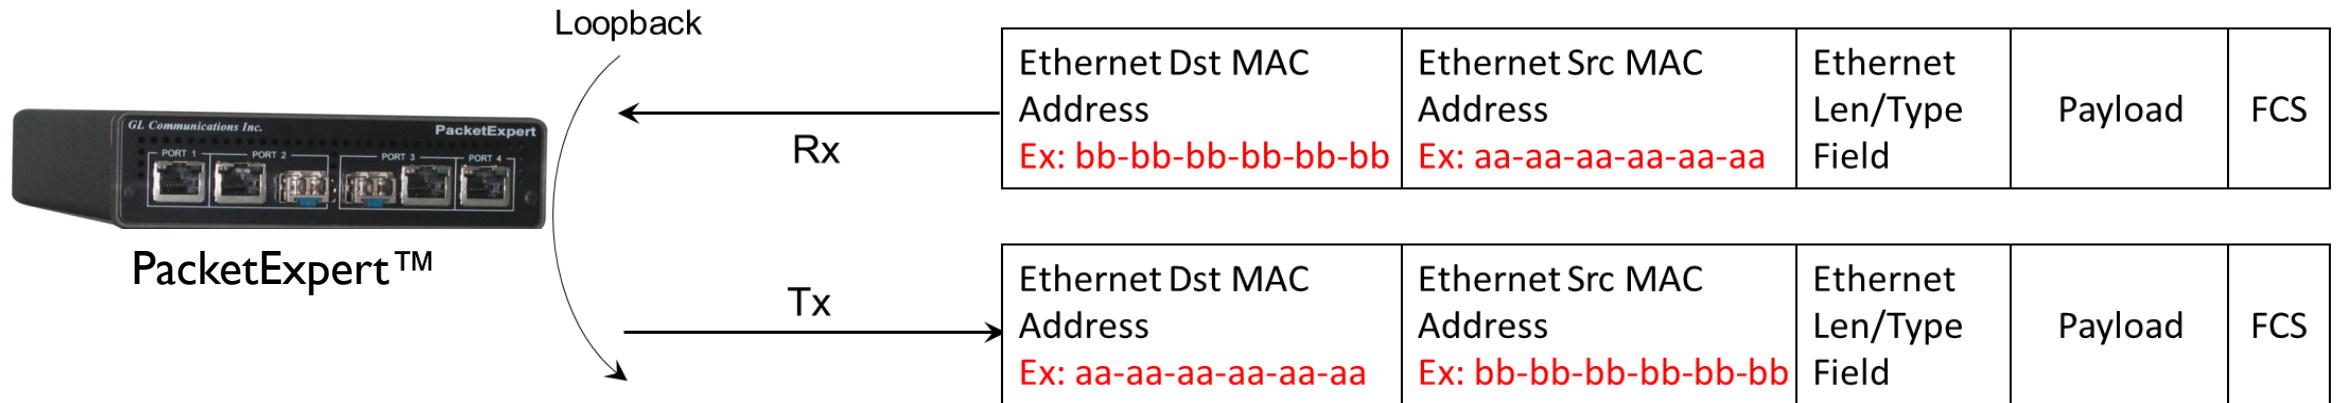 Loopback
GL Communications Inc.
PacketExpert
PORT 1
PORT 2
PORT 3
PORT 4
PacketExpert™
Rx
Ethernet Dst MAC
Address
Ex: bb-bb-bb-bb-bb-bb
Ethernet Src MAC
Address
Ex: aa-aa-aa-aa-aa-aa
Ethernet
Len/Type
Field
Payload
FCS
Tx
Ethernet Dst MAC
Address
Ex: aa-aa-aa-aa-aa-aa
Ethernet Src MAC
Address
Ex: bb-bb-bb-bb-bb-bb
Ethernet
Len/Type
Field
Payload
FCS